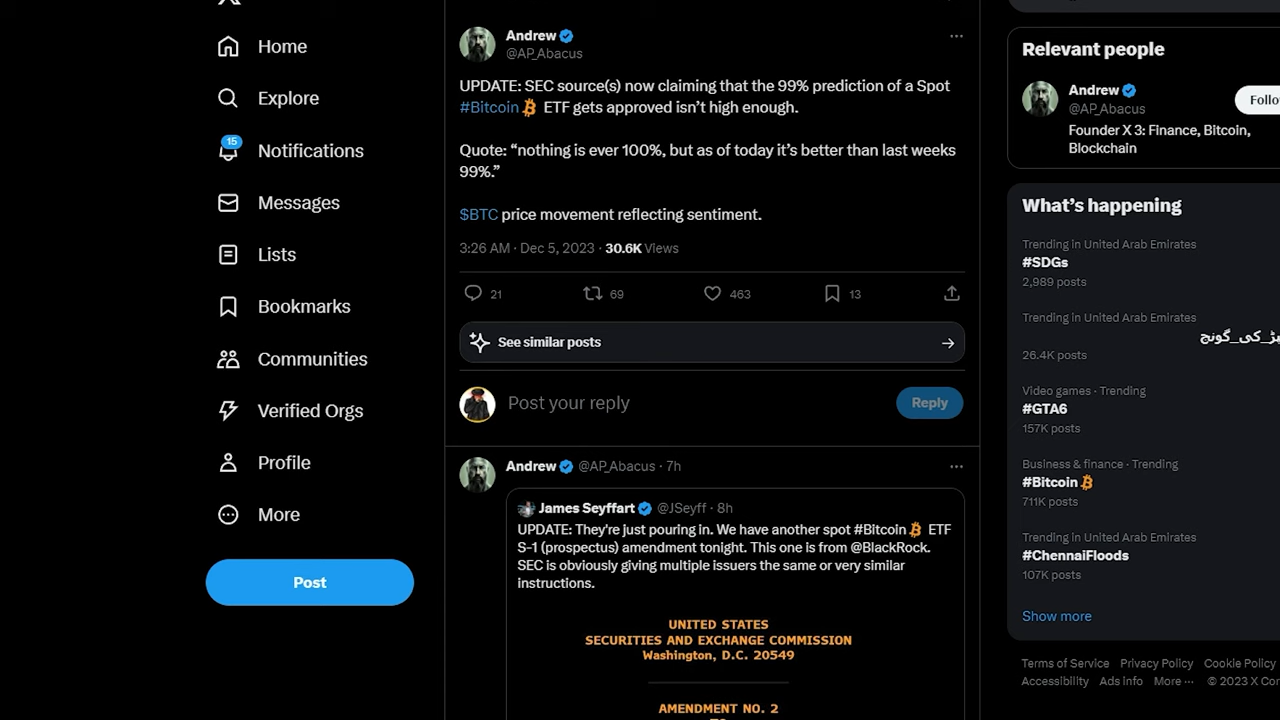 Home
Explore
15
Notifications
Messages
Lists
Bookmarks
Communities
Verified Orgs
Profile
More
Post
Andrew
@AP_Abacus
UPDATE: SEC source(s) now claiming that the 99% prediction of a Spot
#Bitcoin ETF gets approved isn’t high enough.
Quote: “nothing is ever 100%, but as of today it’s better than last weeks
99%.”
$BTC price movement reflecting sentiment.
3:26 AM · Dec 5, 2023 · 30.6K Views
21 69 463 13
See similar posts
Post your reply
Reply
Andrew @AP_Abacus · 7h
James Seyffart @JSeyff · 8h
UPDATE: They're just pouring in. We have another spot #Bitcoin ETF
S-1 (prospectus) amendment tonight. This one is from @BlackRock.
SEC is obviously giving multiple issuers the same or very similar
instructions.
UNITED STATES
SECURITIES AND EXCHANGE COMMISSION
Washington, D.C. 20549
AMENDMENT NO. 2
TO
Relevant people
Andrew
@AP_Abacus
Follo
Founder X 3: Finance, Bitcoin,
Blockchain
What’s happening
Trending in United Arab Emirates
#SDGs
2,989 posts
Trending in United Arab Emirates
کی_گونج
26.4K posts
Video games · Trending
#GTA6
157K posts
Business & finance · Trending
#Bitcoin
711K posts
Trending in United Arab Emirates
#ChennaiFloods
107K posts
Show more
Terms of Service Privacy Policy Cookie Policy
Accessibility Ads info More ··· © 2023 X Cor